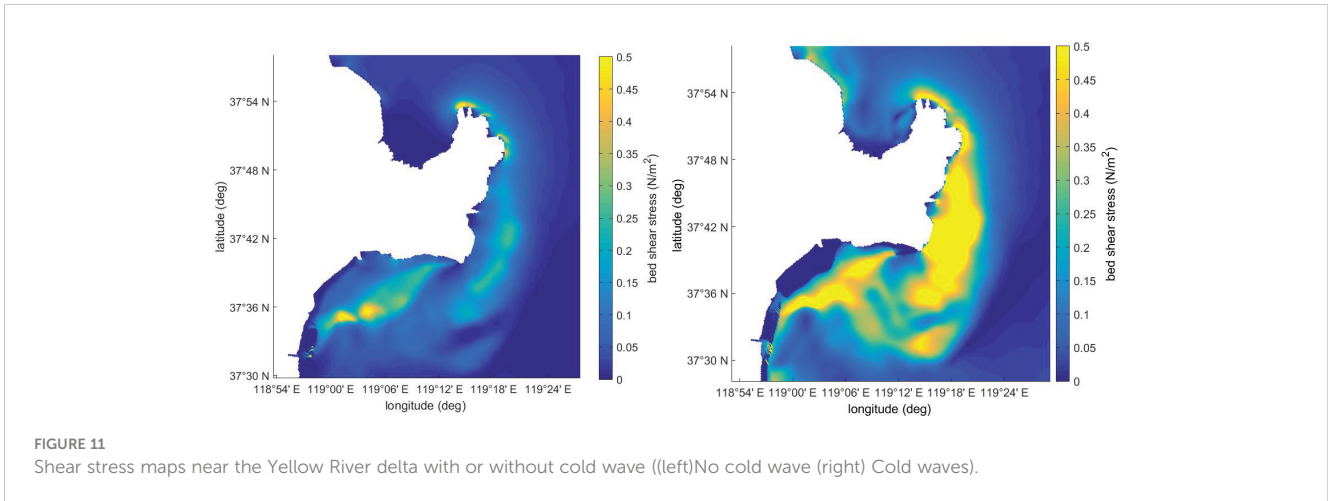 37°54 N
37°48 N
37°42 N
37°36 N
37°30 N
latitude (deg)
118°54' E 119°00' E 119°06' E 119°12' E 119°18' E 119°24' E
longitude (deg)
0.5
0.45
0.4
0.35
0.3
0.25
0.2
0.15
0.1
0.05
0
bed shear stress (N/m²)
37°54 N
37°48 N
37°42 N
37°36 N
37°30 N
latitude (deg)
118°54' E 119°00' E 119°06' E 119°12' E 119°18' E 119°24' E
longitude (deg)
0.5
0.45
0.4
0.35
0.3
0.25
0.2
0.15
0.1
0.05
0
bed shear stress (N/m²)
FIGURE 11
Shear stress maps near the Yellow River delta with or without cold wave ((left)No cold wave (right) Cold waves).